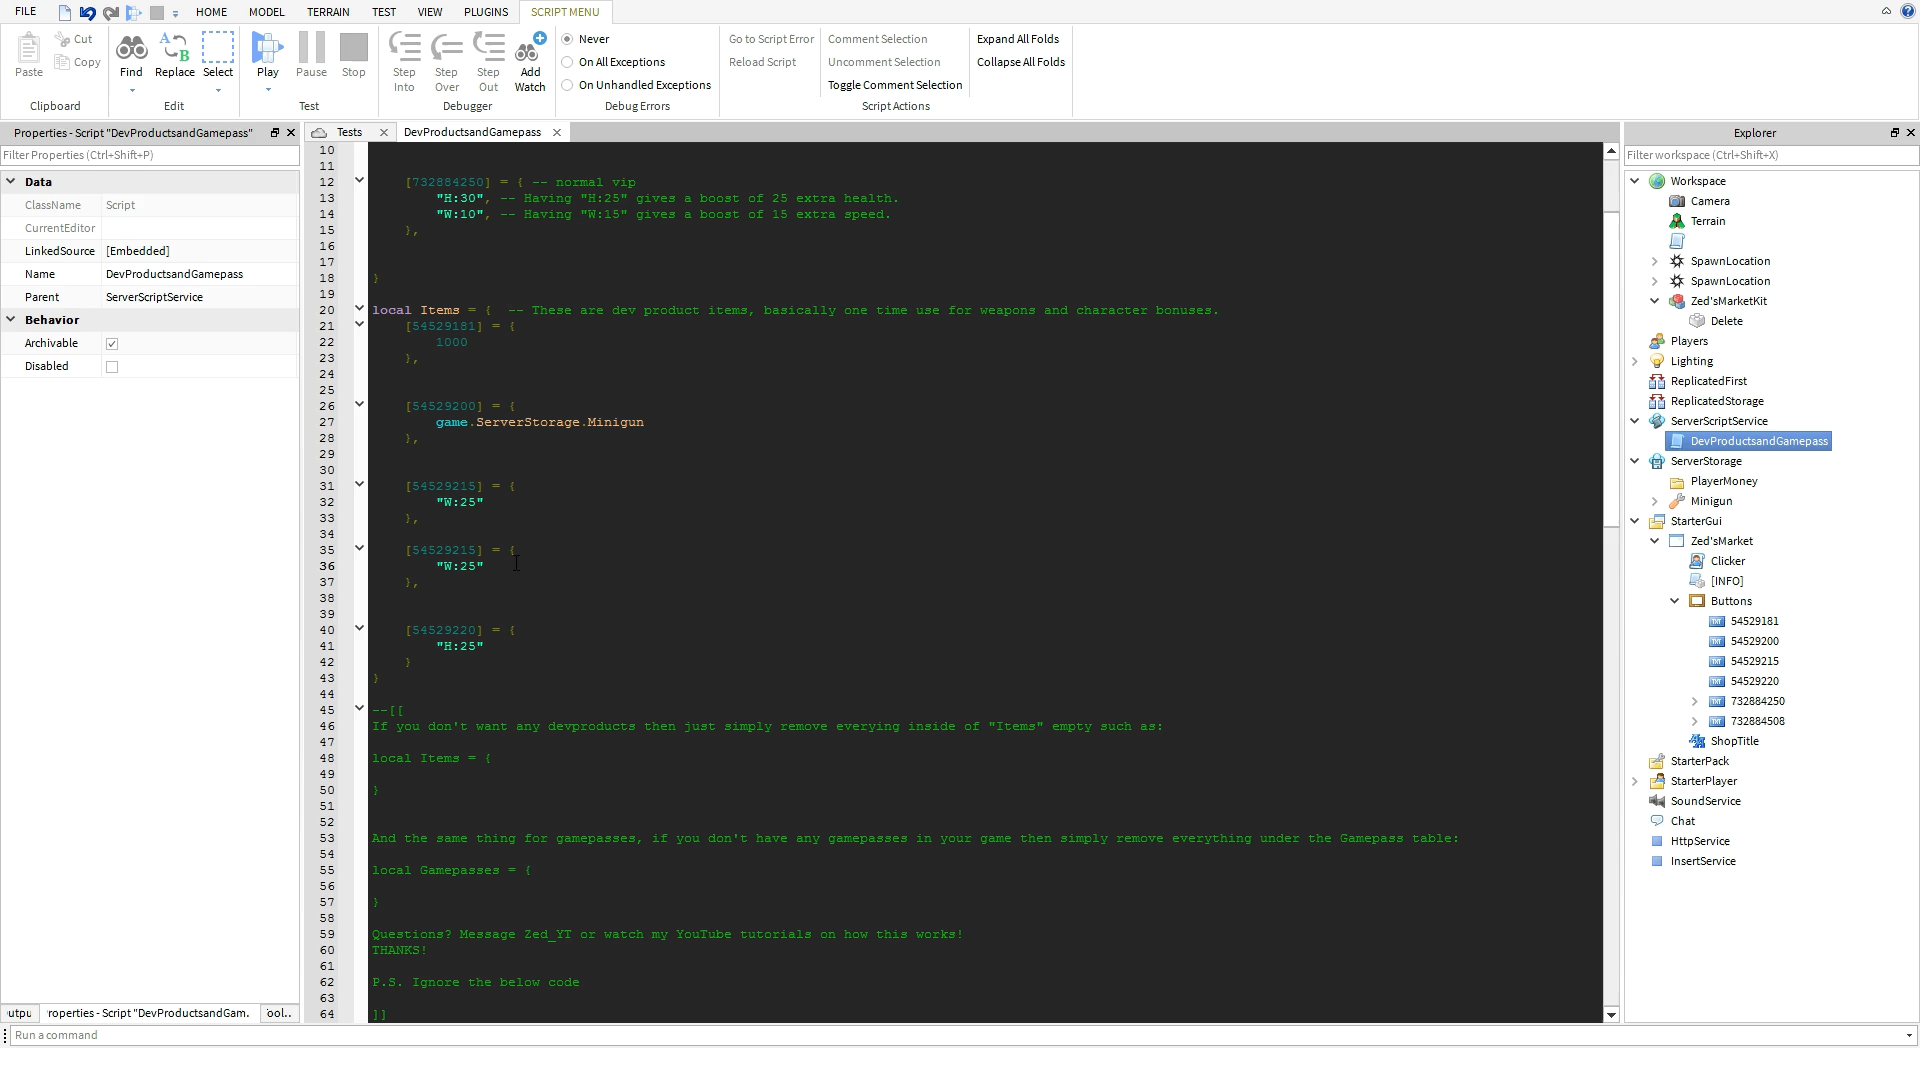 FILE HOME MODEL TERRAIN TEST VIEW PLUGINS SCRIPT MENU
Paste Cut Copy Find Replace Select Play Pause Stop Step Into Step Over Step Out Add Watch
Never
On All Exceptions
On Unhandled Exceptions
Go to Script Error
Reload Script
Comment Selection
Uncomment Selection
Toggle Comment Selection
Expand All Folds
Collapse All Folds
Clipboard Edit Test Debugger Debug Errors Script Actions
Properties - Script "DevProductsandGamepass"
Filter Properties (Ctrl+Shift+P)
Data
ClassName Script
CurrentEditor
LinkedSource [Embedded]
Name DevProductsandGamepass
Parent ServerScriptService
Behavior
Archivable
Disabled
utpu roperties - Script "DevProductsandGam. ool..
Tests DevProductsandGamepass
10
11
12 [732884250] = { -- normal vip
13 "H:30", -- Having "H:25" gives a boost of 25 extra health.
14 "W:10", -- Having "W:15" gives a boost of 15 extra speed.
15 },
16
17
18 }
19
20 local Items = { -- These are dev product items, basically one time use for weapons and character bonuses.
21 [54529181] = {
22 1000
23 },
24
25
26 [54529200] = {
27 game.ServerStorage.Minigun
28 },
29
30
31 [54529215] = {
32 "W:25"
33 },
34
35 [54529215] = {
36 "W:25"
37 },
38
39
40 [54529220] = {
41 "H:25"
42 }
43 }
44
45 --[[
46 If you don't want any devproducts then just simply remove everying inside of "Items" empty such as:
47
48 local Items = {
49
50 }
51
52
53 And the same thing for gamepasses, if you don't have any gamepasses in your game then simply remove everything under the Gamepass table:
54
55 local Gamepasses = {
56
57 }
58
59 Questions? Message Zed_YT or watch my YouTube tutorials on how this works!
60 THANKS!
61
62 P.S. Ignore the below code
63
64 ]]
Run a command
Explorer
Filter workspace (Ctrl+Shift+X)
Workspace
Camera
Terrain
SpawnLocation
SpawnLocation
Zed'sMarketKit
Delete
Players
Lighting
ReplicatedFirst
ReplicatedStorage
ServerScriptService
DevProductsandGamepass
ServerStorage
PlayerMoney
Minigun
StarterGui
Zed'sMarket
Clicker
[INFO]
Buttons
54529181
54529200
54529215
54529220
732884250
732884508
ShopTitle
StarterPack
StarterPlayer
SoundService
Chat
HttpService
InsertService